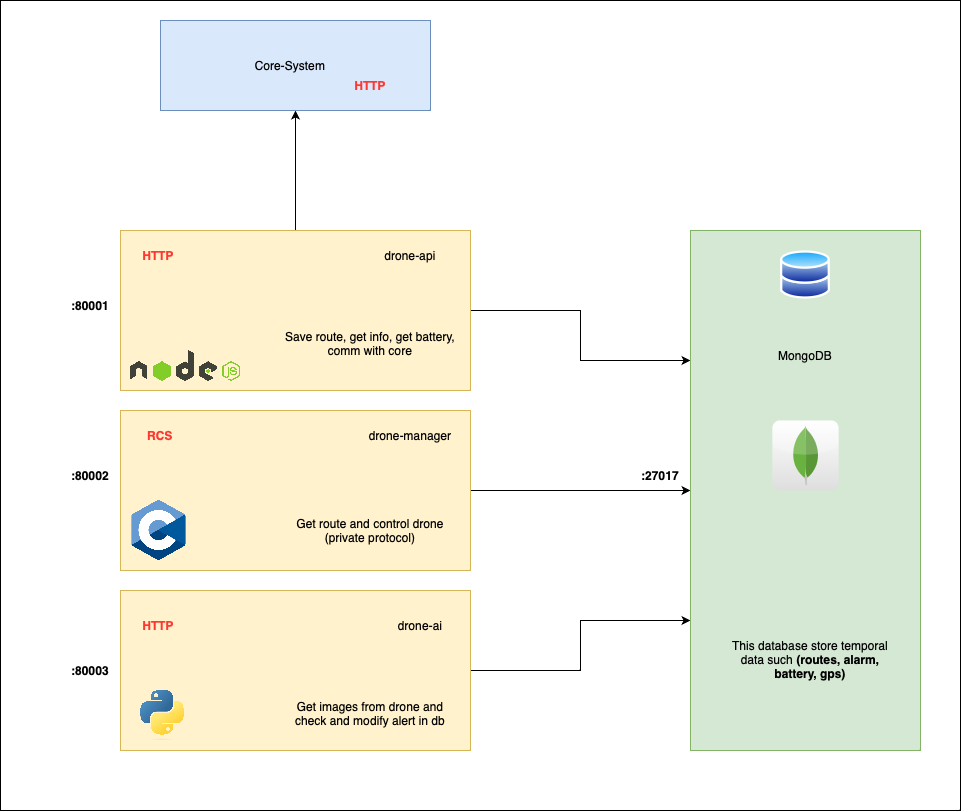 Core-System
HTTP
HTTP
drone-api
:80001
Save route, get info, get battery,
comm with core
node
JS
MongoDB
RCS
drone-manager
:80002
:27017
Get route and control drone
(private protocol)
C
HTTP
drone-ai
:80003
Get images from drone and
check and modify alert in db
This database store temporal
data such (routes, alarm,
battery, gps)